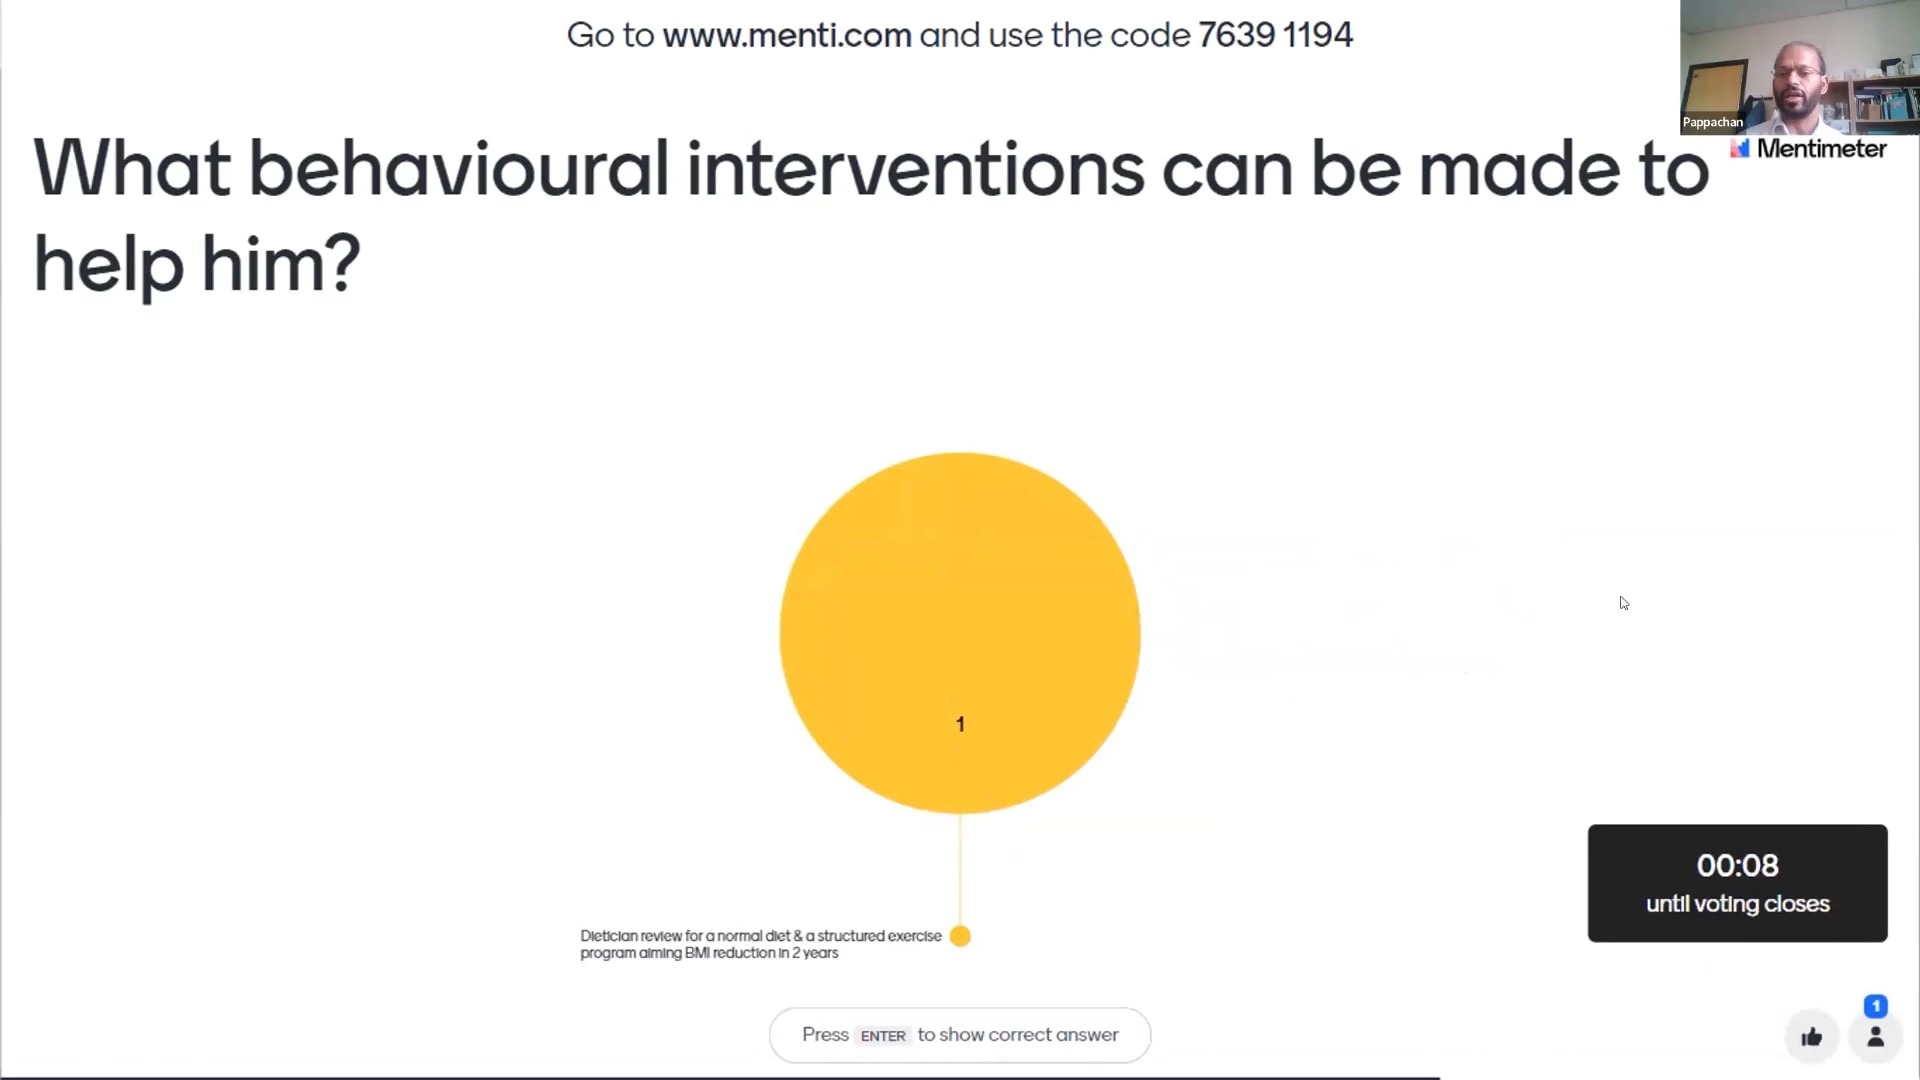 Go to www.menti.com and use the code 7639 1194
Pappachan
Mentimeter
What behavioural interventions can be made to
help him?
1
00:08
until voting closes
Dietician review for a normal diet & a structured exercise
program aiming BMI reduction in 2 years
Press ENTER to show correct answer
1